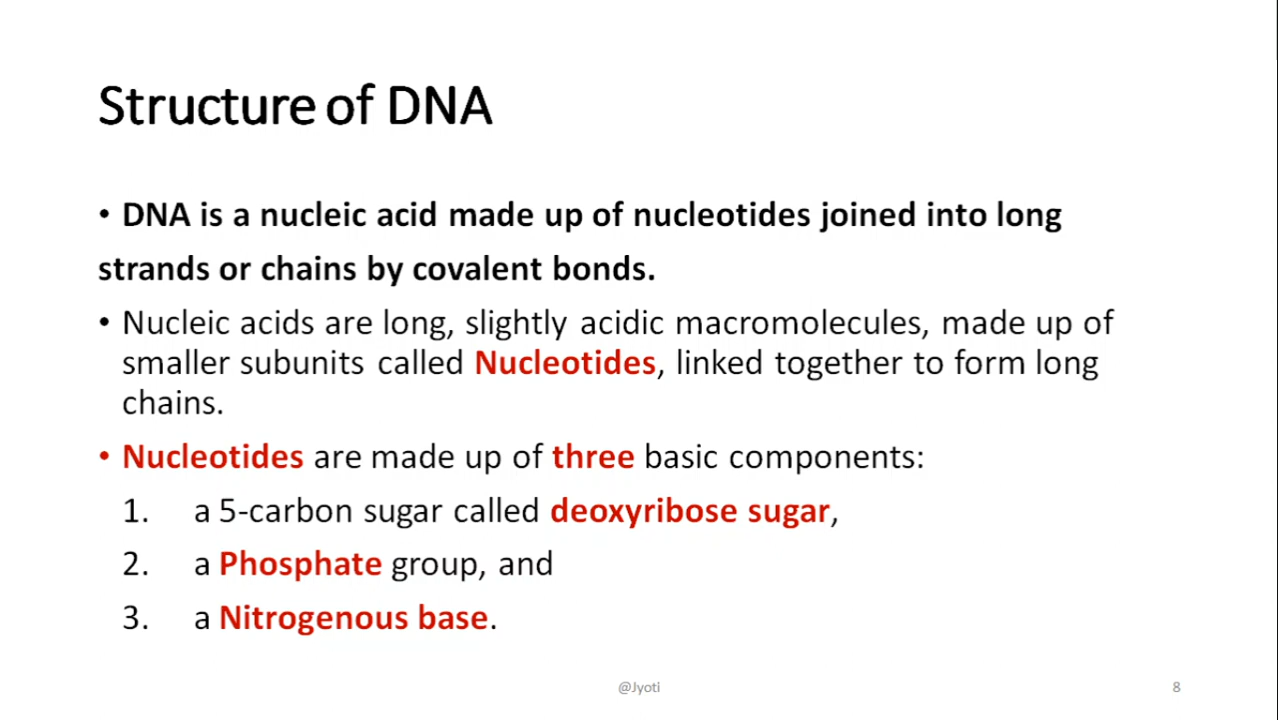 Structure of DNA
• DNA is a nucleic acid made up of nucleotides joined into long
strands or chains by covalent bonds.
• Nucleic acids are long, slightly acidic macromolecules, made up of
smaller subunits called Nucleotides, linked together to form long
chains.
• Nucleotides are made up of three basic components:
1. a 5-carbon sugar called deoxyribose sugar,
2. a Phosphate group, and
3. a Nitrogenous base.
@Jyoti 8